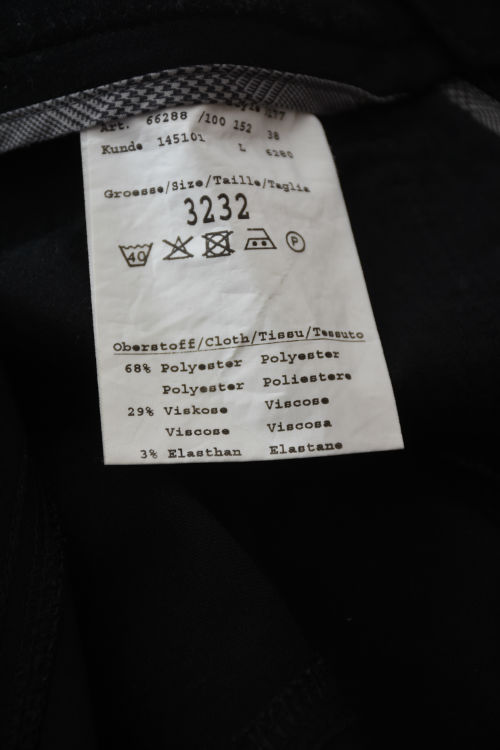 Art. 66288 /100 152 38
Kunde 145101 L 6280
Groesse/Size/Taille/Taglia
3232
40 P
Oberstoff/Cloth/Tissu/Tessuto
68% Polyester Polyester
Polyester Poliestere
29% Viskose Viscose
Viscose Viscosa
3% Elasthan Elastane